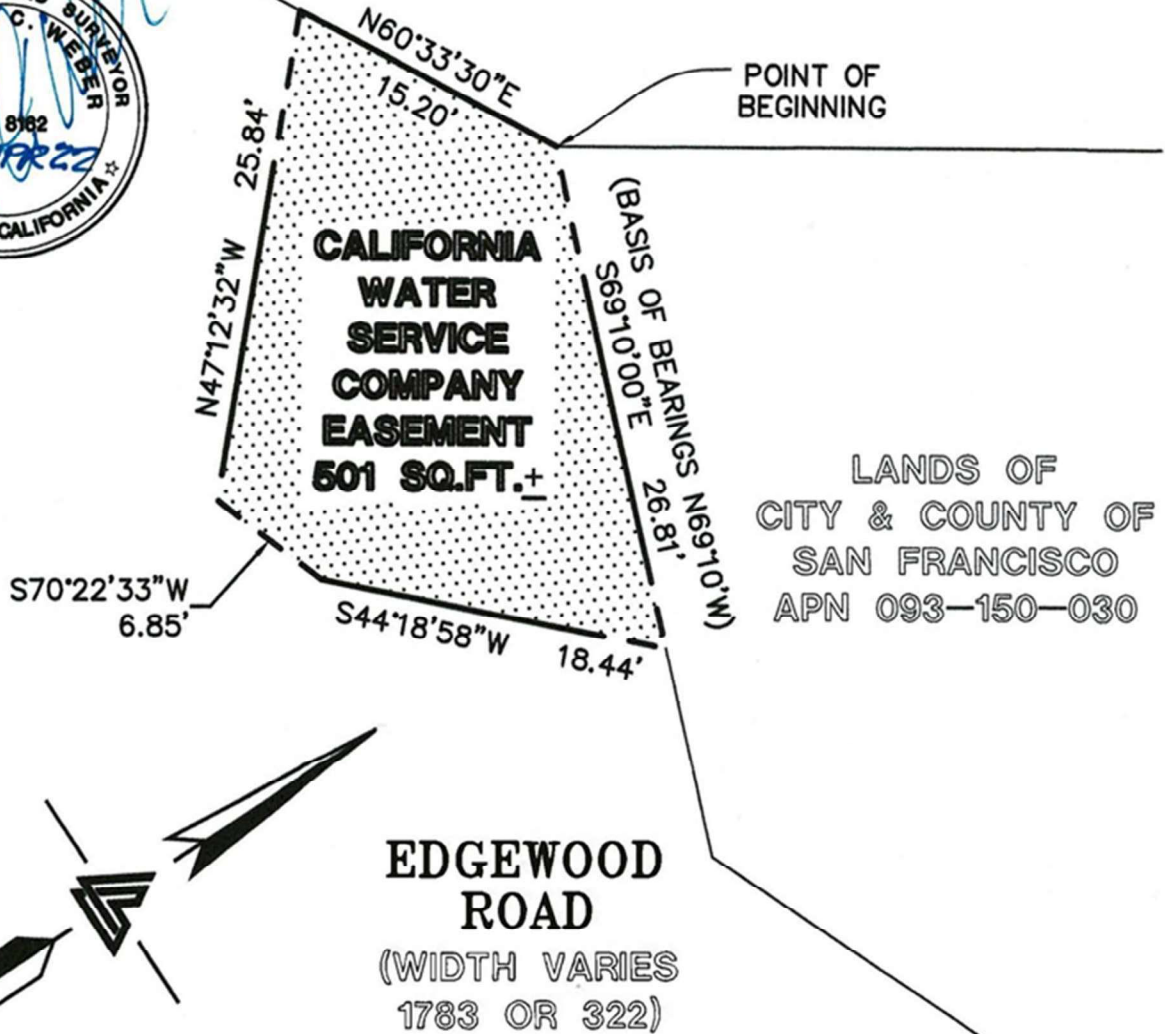 SURVEYOR
C. WEBER
8162
CALIFORNIA
N60°33'30"E
15.20'
POINT OF
BEGINNING
25.84'
N47°12'32"W
CALIFORNIA
WATER
SERVICE
COMPANY
EASEMENT
501 SQ.FT.±
(BASIS OF BEARINGS N69°10'W)
S69°10'00"E 26.81'
LANDS OF
CITY & COUNTY OF
SAN FRANCISCO
APN 093-150-030
S70°22'33"W
6.85'
S44°18'58"W 18.44'
EDGEWOOD
ROAD
(WIDTH VARIES
1783 OR 322)